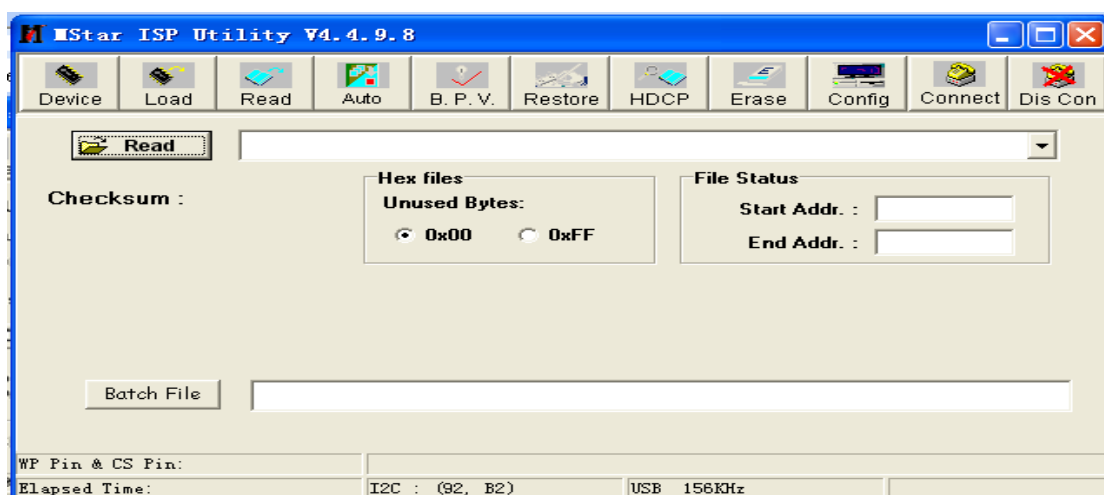 MStar ISP Utility V4.4.9.8
Device Load Read Auto B. P. V. Restore HDCP Erase Config Connect Dis Con
Read
Checksum :
Hex files
Unused Bytes:
0x00 0xFF
File Status
Start Addr. :
End Addr. :
Batch File
WP Pin & CS Pin:
Elapsed Time: I2C : (92, B2) USB 156KHz